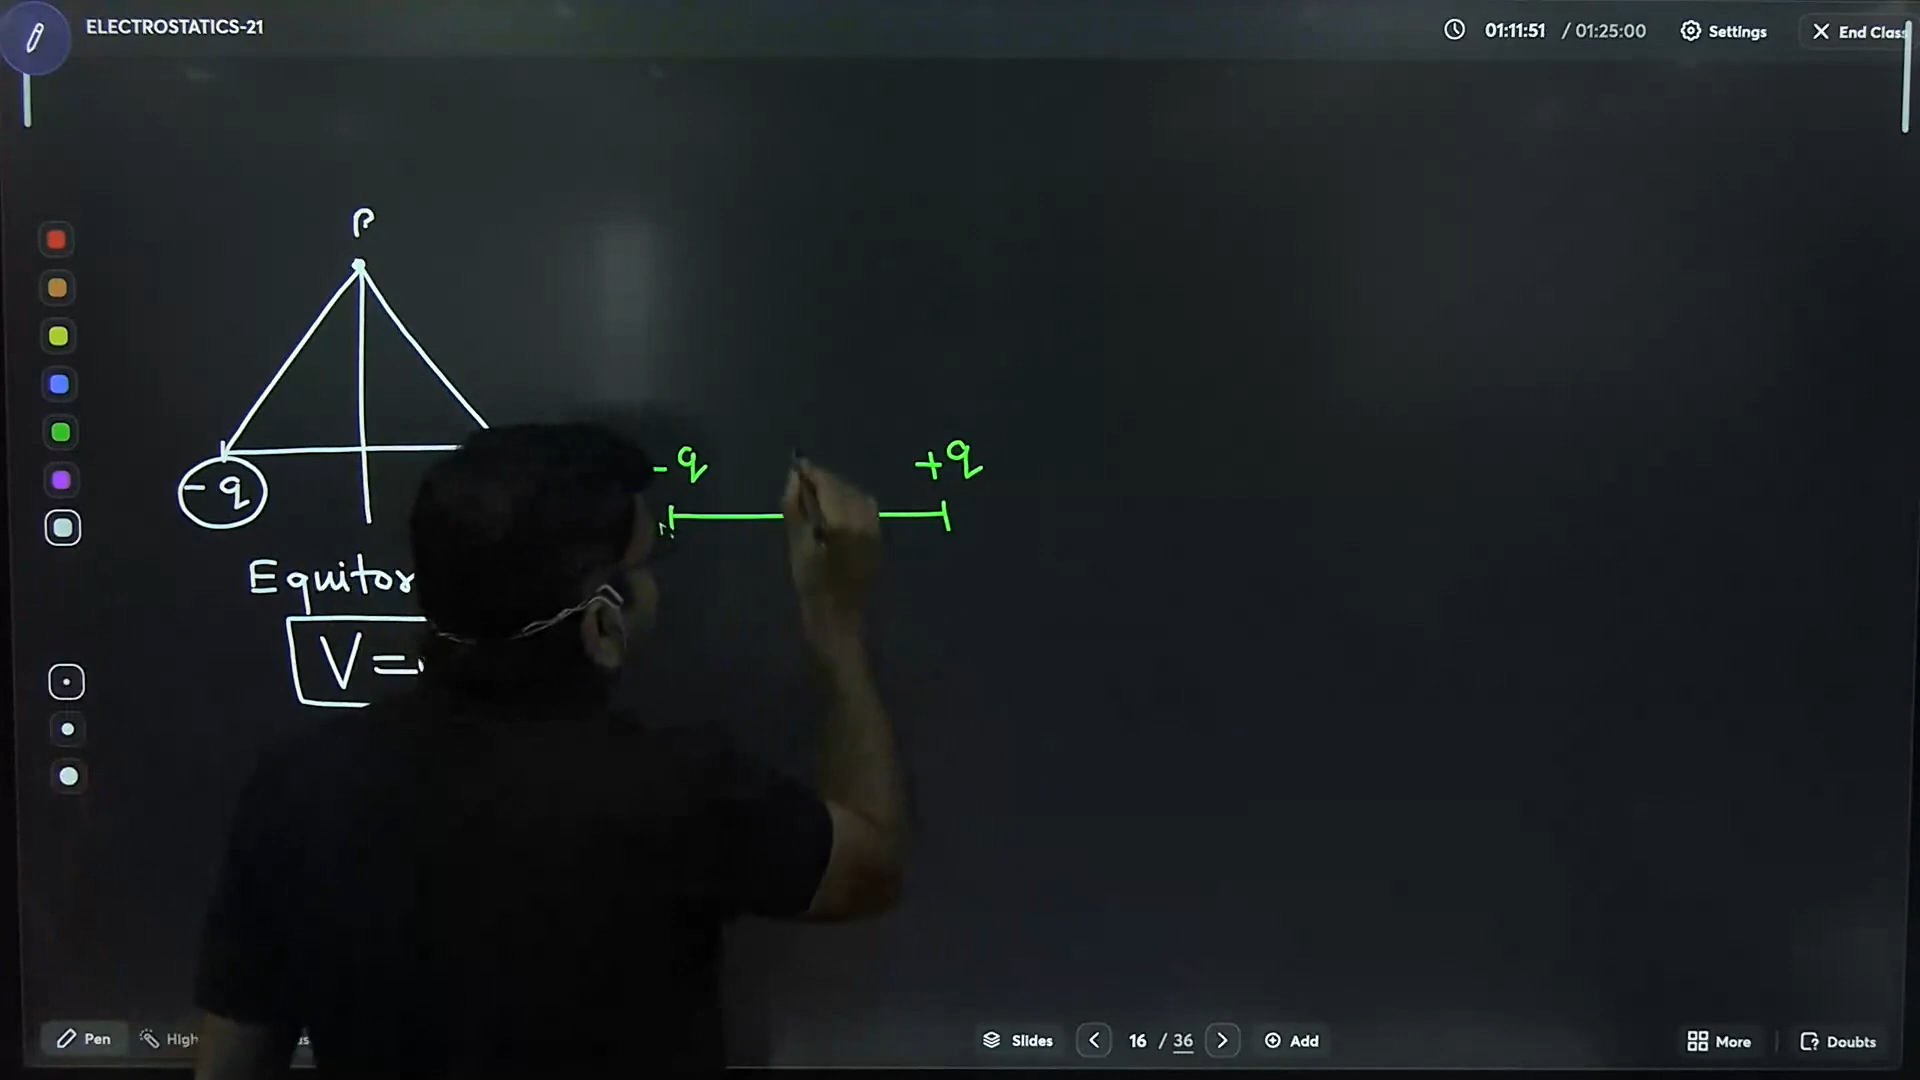 ELECTROSTATICS-21
01:11:51 / 01:25:00
Settings
End Class
P
- q
+q
- q
Equitor
V=
Pen
High
Slides
16 / 36
Add
More
Doubts